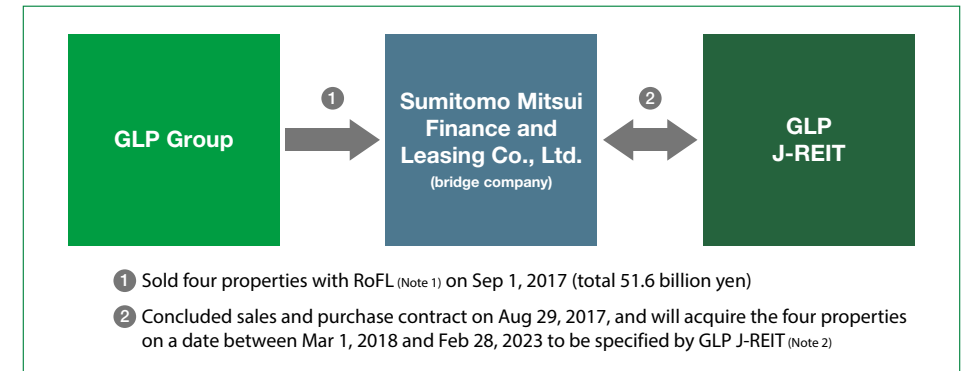 GLP Group
1
Sumitomo Mitsui
Finance and
Leasing Co., Ltd.
(bridge company)
2
GLP
J-REIT
1 Sold four properties with RoFL (Note 1) on Sep 1, 2017 (total 51.6 billion yen)
2 Concluded sales and purchase contract on Aug 29, 2017, and will acquire the four properties
on a date between Mar 1, 2018 and Feb 28, 2023 to be specified by GLP J-REIT (Note 2)